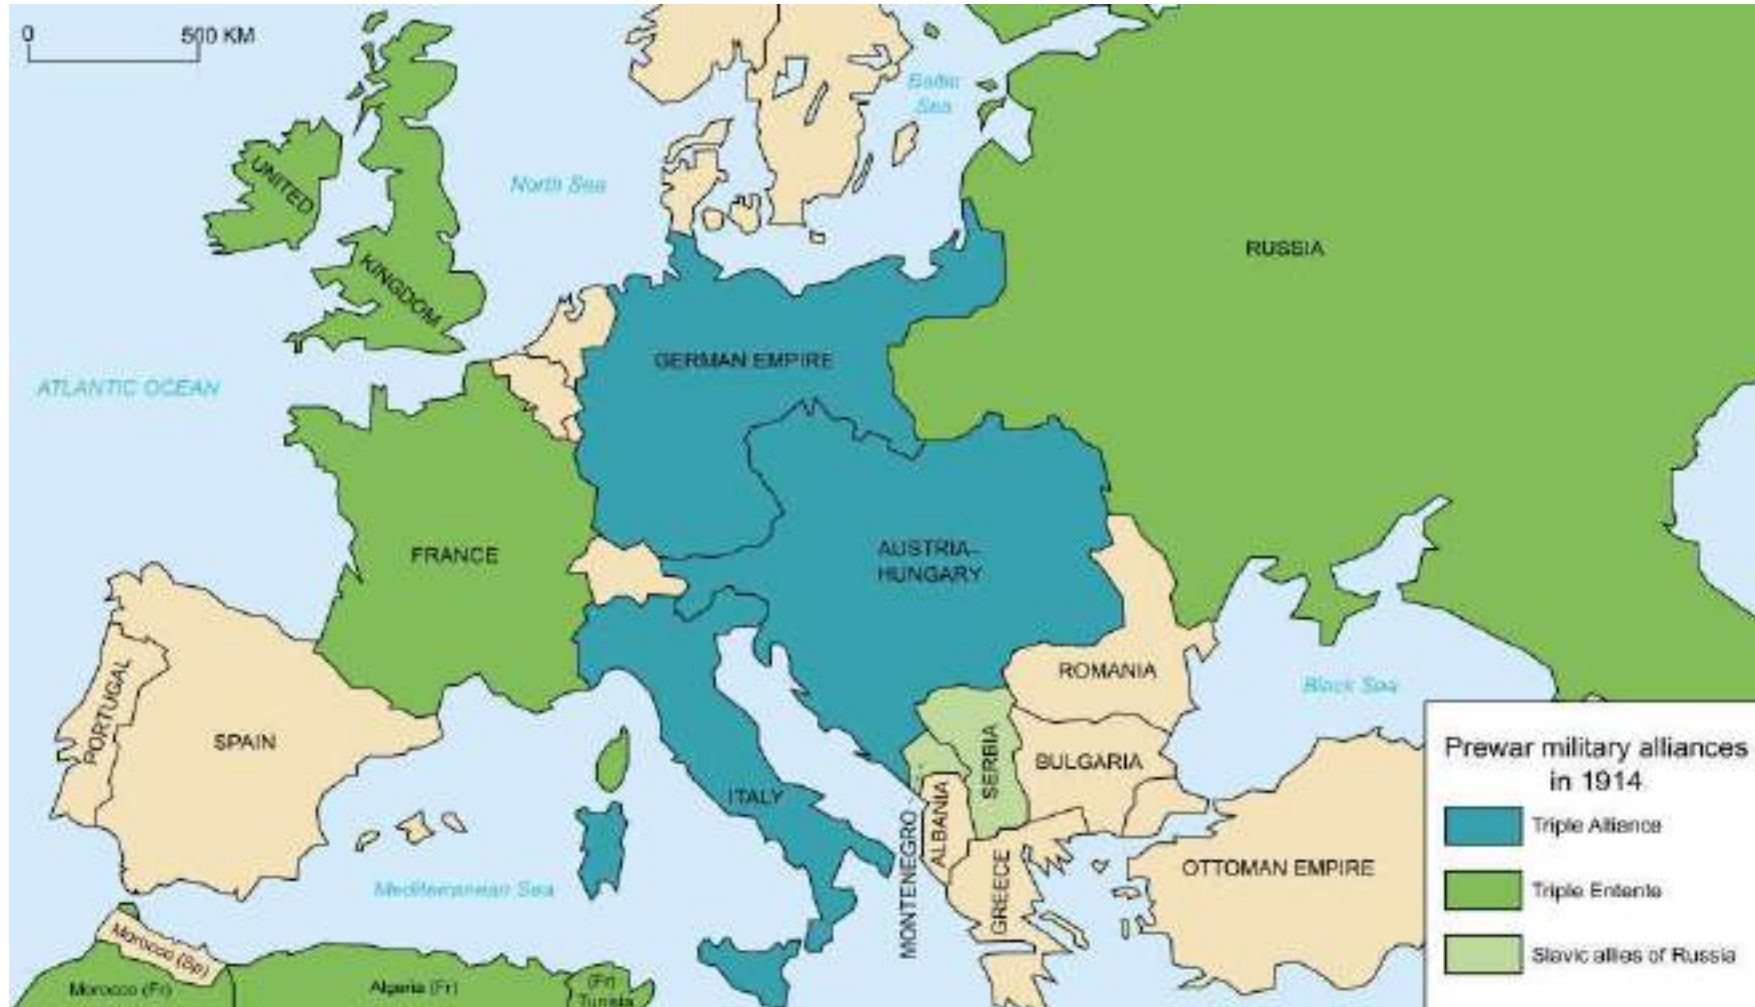 0 500 KM
Baltic
Sea
North Sea
UNITED
KINGDOM
RUSSIA
ATLANTIC OCEAN
GERMAN EMPIRE
FRANCE
AUSTRIA–
HUNGARY
ROMANIA
Black Sea
PORTUGAL
SPAIN
ITALY
SERBIA
BULGARIA
MONTENEGRO
ALBANIA
GREECE
OTTOMAN EMPIRE
Mediterranean Sea
Morocco (Sp)
Morocco (Fr)
Algeria (Fr)
(Fr)
Tunisia
Prewar military alliances
in 1914
Triple Alliance
Triple Entente
Slavic allies of Russia